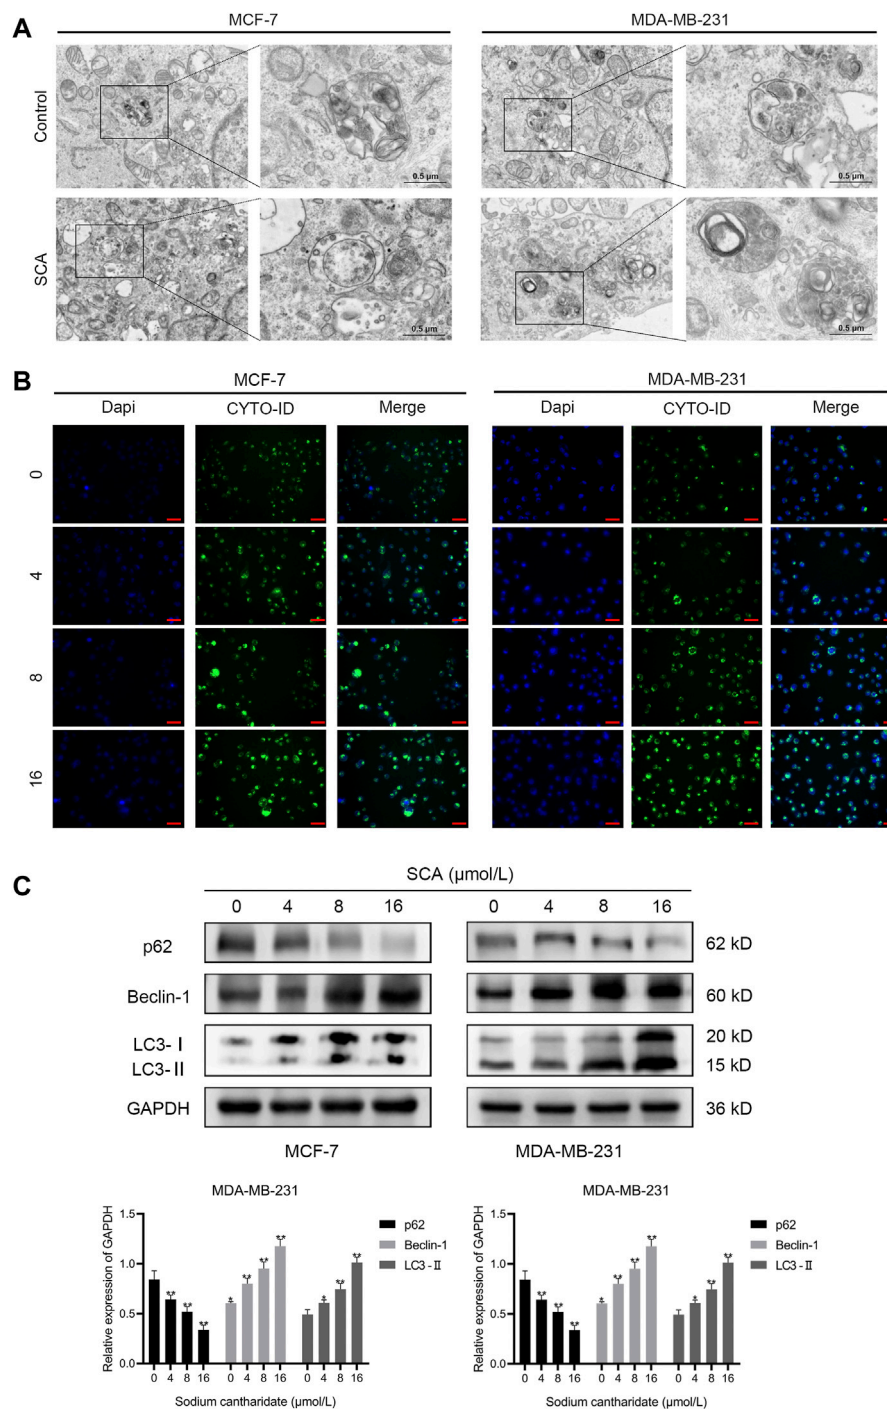 A
MCF-7
MDA-MB-231
Control
0.5 µm
0.5 µm
SCA
0.5 µm
0.5 µm
B
MCF-7
MDA-MB-231
Dapi CYTO-ID Merge Dapi CYTO-ID Merge
0
4
8
16
C
SCA (µmol/L)
0 4 8 16 0 4 8 16
p62 62 kD
Beclin-1 60 kD
LC3-Ⅰ 20 kD
LC3-Ⅱ 15 kD
GAPDH 36 kD
MCF-7 MDA-MB-231
MDA-MB-231
Relative expression of GAPDH
1.5
1.0
0.5
0.0
* ** ** ** ** ** ** ** * ** **
p62
Beclin-1
LC3-Ⅱ
0 4 8 16 0 4 8 16 0 4 8 16
Sodium cantharidate (µmol/L)
MDA-MB-231
Relative expression of GAPDH
1.5
1.0
0.5
0.0
** ** ** * ** ** ** * ** **
p62
Beclin-1
LC3-Ⅱ
0 4 8 16 0 4 8 16 0 4 8 16
Sodium cantharidate (µmol/L)